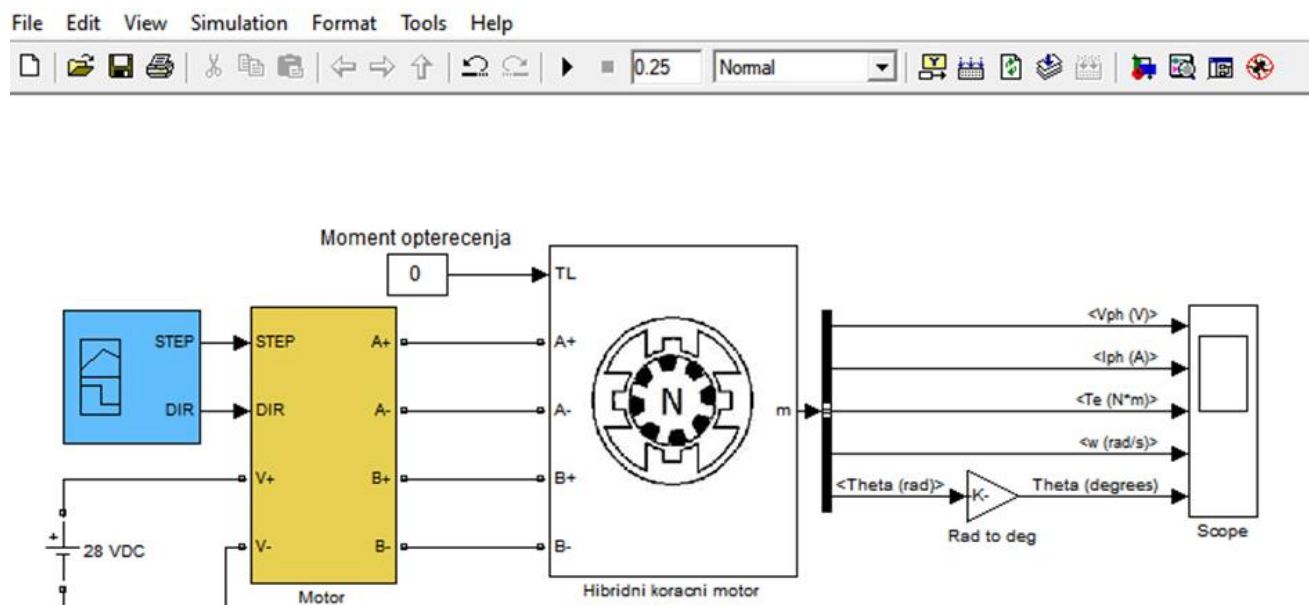 File Edit View Simulation Format Tools Help
0.25 Normal
Moment opterecenja
0
TL
STEP
DIR
STEP
DIR
V+
V-
A+
A-
B+
B-
A+
A-
B+
B-
N
m
<Vph (V)>
<Iph (A)>
<Te (N*m)>
<w (rad/s)>
<Theta (rad)>
-K-
Theta (degrees)
Rad to deg
Scope
+
28 VDC
Motor
Hibridni koracni motor